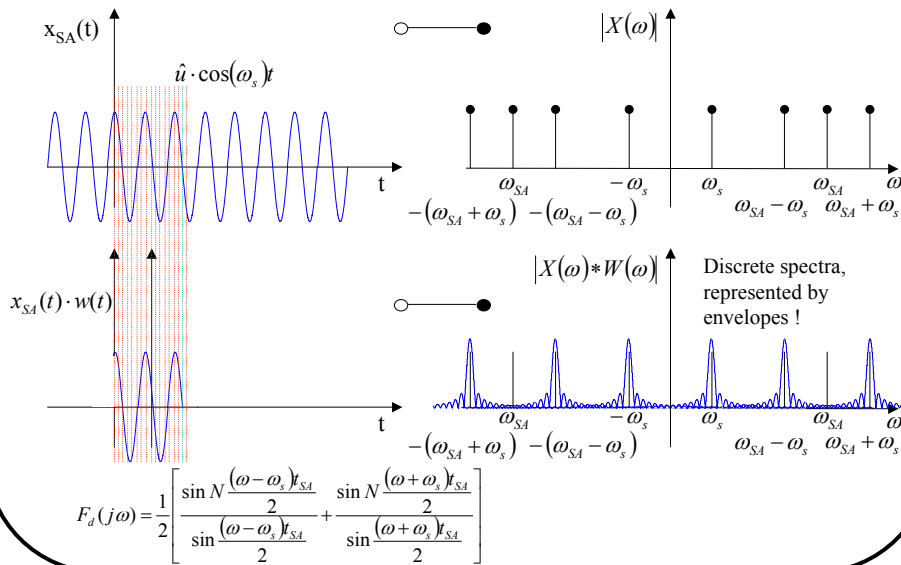 x_SA(t)
û · cos(ω_s)t
t
|X(ω)|
ω_SA −ω_s ω_s ω_SA ω
−(ω_SA + ω_s) −(ω_SA − ω_s) ω_SA − ω_s ω_SA + ω_s
x_SA(t) · w(t)
t
|X(ω) * W(ω)|
Discrete spectra,
represented by
envelopes !
ω_SA −ω_s ω_s ω_SA ω
−(ω_SA + ω_s) −(ω_SA − ω_s) ω_SA − ω_s ω_SA + ω_s
F_d(jω) = 1/2 [ (sin N (ω − ω_s)t_SA / 2) / (sin (ω − ω_s)t_SA / 2) + (sin N (ω + ω_s)t_SA / 2) / (sin (ω + ω_s)t_SA / 2) ]